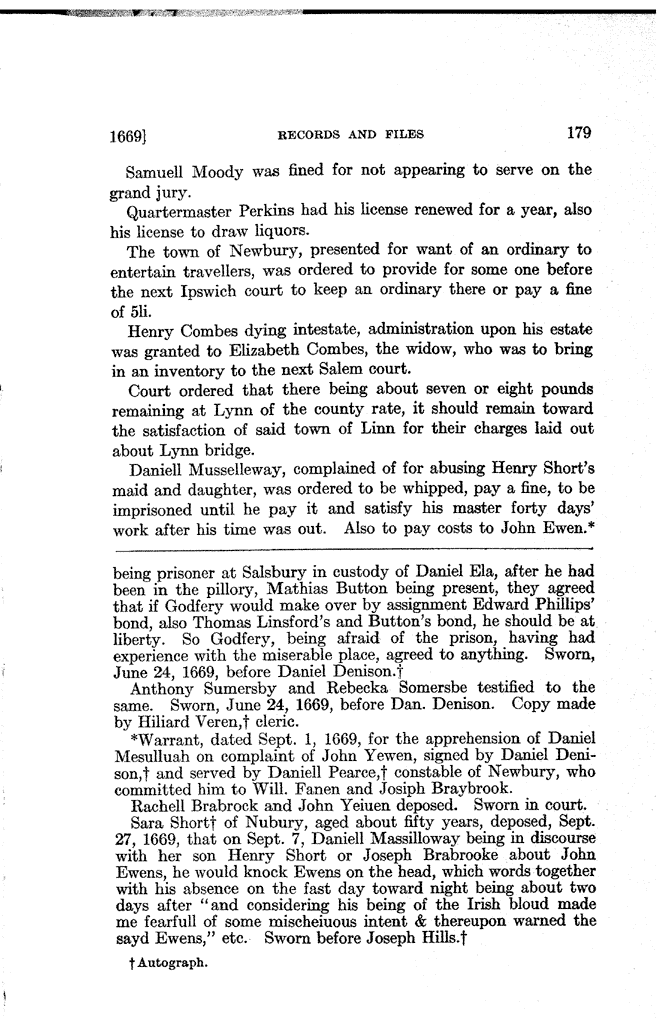 1669] RECORDS AND FILES 179
Samuell Moody was fined for not appearing to serve on the
grand jury.
Quartermaster Perkins had his license renewed for a year, also
his license to draw liquors.
The town of Newbury, presented for want of an ordinary to
entertain travellers, was ordered to provide for some one before
the next Ipswich court to keep an ordinary there or pay a fine
of 5li.
Henry Combes dying intestate, administration upon his estate
was granted to Elizabeth Combes, the widow, who was to bring
in an inventory to the next Salem court.
Court ordered that there being about seven or eight pounds
remaining at Lynn of the county rate, it should remain toward
the satisfaction of said town of Linn for their charges laid out
about Lynn bridge.
Daniell Musselleway, complained of for abusing Henry Short's
maid and daughter, was ordered to be whipped, pay a fine, to be
imprisoned until he pay it and satisfy his master forty days'
work after his time was out. Also to pay costs to John Ewen.*
being prisoner at Salsbury in custody of Daniel Ela, after he had
been in the pillory, Mathias Button being present, they agreed
that if Godfery would make over by assignment Edward Phillips'
bond, also Thomas Linsford's and Button's bond, he should be at
liberty. So Godfery, being afraid of the prison, having had
experience with the miserable place, agreed to anything. Sworn,
June 24, 1669, before Daniel Denison.†
Anthony Sumersby and Rebecka Somersbe testified to the
same. Sworn, June 24, 1669, before Dan. Denison. Copy made
by Hiliard Veren,† cleric.
*Warrant, dated Sept. 1, 1669, for the apprehension of Daniel
Mesulluah on complaint of John Yewen, signed by Daniel Deni-
son,† and served by Daniell Pearce,† constable of Newbury, who
committed him to Will. Fanen and Josiph Braybrook.
Rachell Brabrock and John Yeiuen deposed. Sworn in court.
Sara Short† of Nubury, aged about fifty years, deposed, Sept.
27, 1669, that on Sept. 7, Daniell Massilloway being in discourse
with her son Henry Short or Joseph Brabrooke about John
Ewens, he would knock Ewens on the head, which words together
with his absence on the fast day toward night being about two
days after "and considering his being of the Irish bloud made
me fearfull of some mischeiuous intent & thereupon warned the
sayd Ewens," etc. Sworn before Joseph Hills.†
† Autograph.